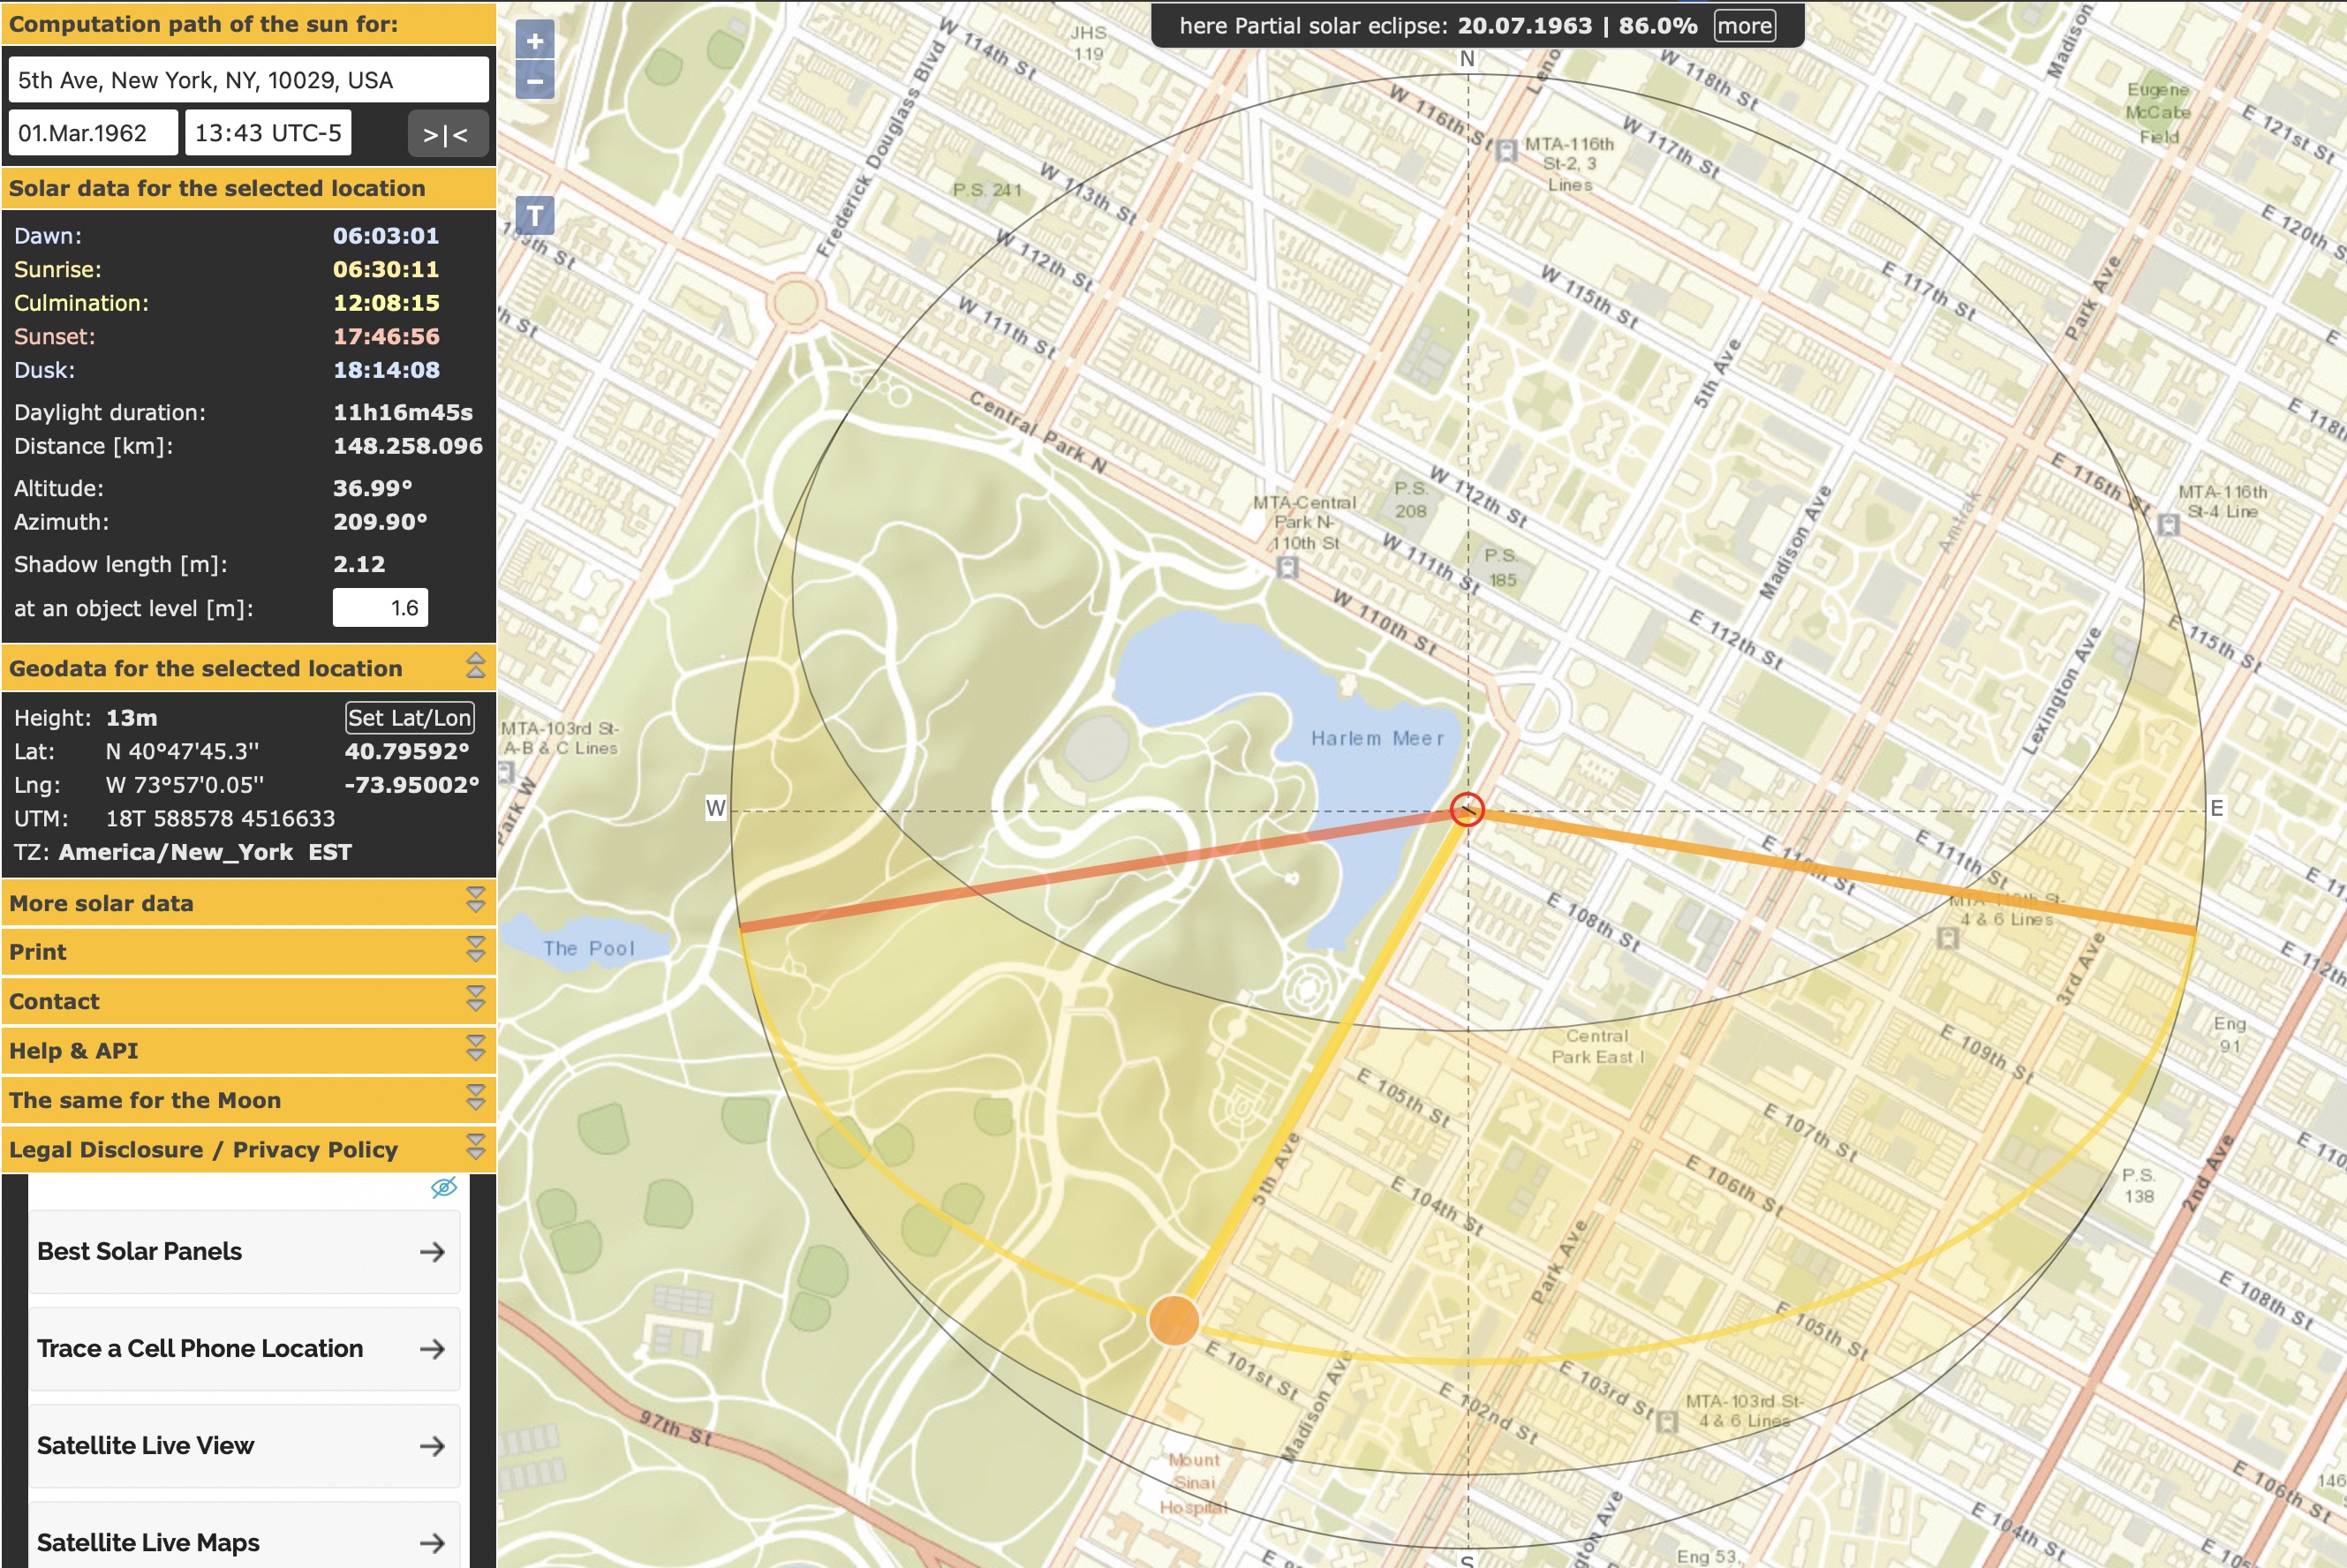 Computation path of the sun for:
5th Ave, New York, NY, 10029, USA
01.Mar.1962
13:43 UTC-5
>|<
Solar data for the selected location
Dawn: 06:03:01
Sunrise: 06:30:11
Culmination: 12:08:15
Sunset: 17:46:56
Dusk: 18:14:08
Daylight duration: 11h16m45s
Distance [km]: 148.258.096
Altitude: 36.99°
Azimuth: 209.90°
Shadow length [m]: 2.12
at an object level [m]: 1.6
Geodata for the selected location
Height: 13m Set Lat/Lon
Lat: N 40°47'45.3'' 40.79592°
Lng: W 73°57'0.05'' -73.95002°
UTM: 18T 588578 4516633
TZ: America/New_York EST
More solar data
Print
Contact
Help & API
The same for the Moon
Legal Disclosure / Privacy Policy
Best Solar Panels
Trace a Cell Phone Location
Satellite Live View
Satellite Live Maps
+
−
T
here Partial solar eclipse: 20.07.1963 | 86.0% more
N
W
E
S
W 114th St
JHS
119
Frederick Douglass Blvd
P.S. 241
W 113th St
109th St
W 112th St
W 111th St
h St
Central Park N
W 116th St
Leno
MTA-116th
St-2, 3
Lines
W 118th St
W 117th St
Madison
Eugene
McCabe
Field
E 121st St
E 120th St
W 115th St
E 117th St
Park Ave
5th Ave
E 118th
E 116th St
MTA-116th
St-4 Line
Amtrak
Madison Ave
W 112th St
P.S.
208
MTA-Central
Park N-
110th St
W 111th St
P.S.
185
W 110th St
E 112th St
E 115th St
Lexington Ave
Harlem Meer
MTA-103rd St-
A-B & C Lines
Park W
The Pool
E 110th St
E 111th St
MTA-110th St-
4 & 6 Lines
E 108th St
3rd Ave
E 112th
E 11
Eng
91
E 109th St
Central
Park East I
E 105th St
E 107th St
E 106th St
E 104th St
5th Ave
Park Ave
P.S.
138
2nd Ave
E 110
E 108th St
E 105th St
E 101st St
Madison Ave
E 103rd St
E 102nd St
MTA-103rd St-
4 & 6 Lines
97th St
Mount
Sinai
Hospital
E 106th St
146
E 104th St
E 10
gton Ave
Eng 53,